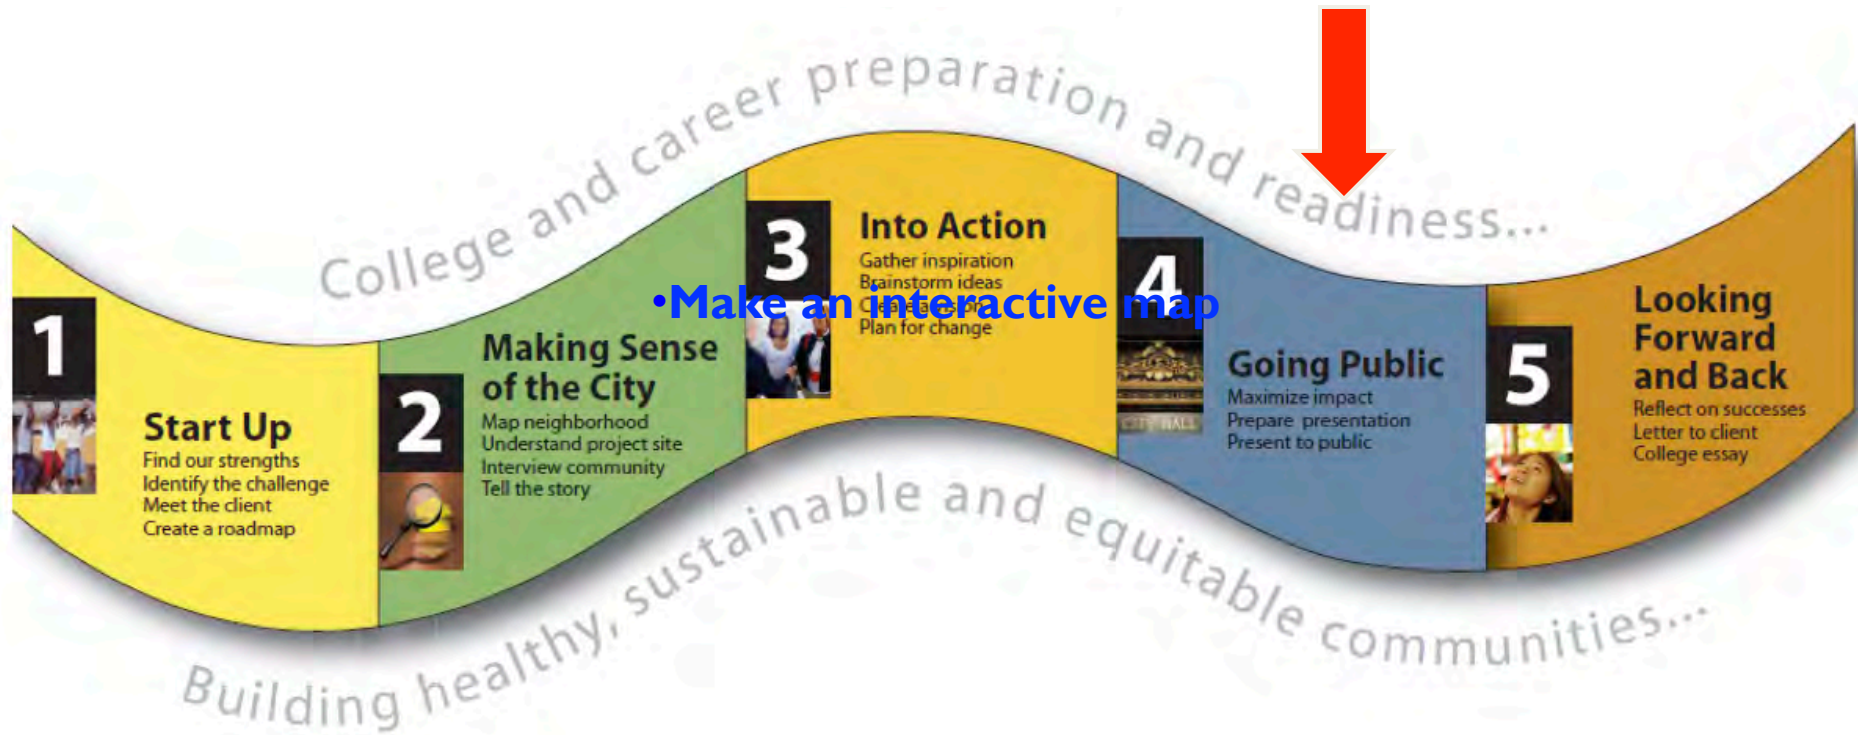 College and career preparation and readiness...
1
Start Up
Find our strengths
Identify the challenge
Meet the client
Create a roadmap
2
Making Sense
of the City
Map neighborhood
Understand project site
Interview community
Tell the story
3
Into Action
Gather inspiration
Brainstorm ideas
Plan for change
•Make an interactive map
4
CITY HALL
Going Public
Maximize impact
Prepare presentation
Present to public
5
Looking
Forward
and Back
Reflect on successes
Letter to client
College essay
Building healthy, sustainable and equitable communities...